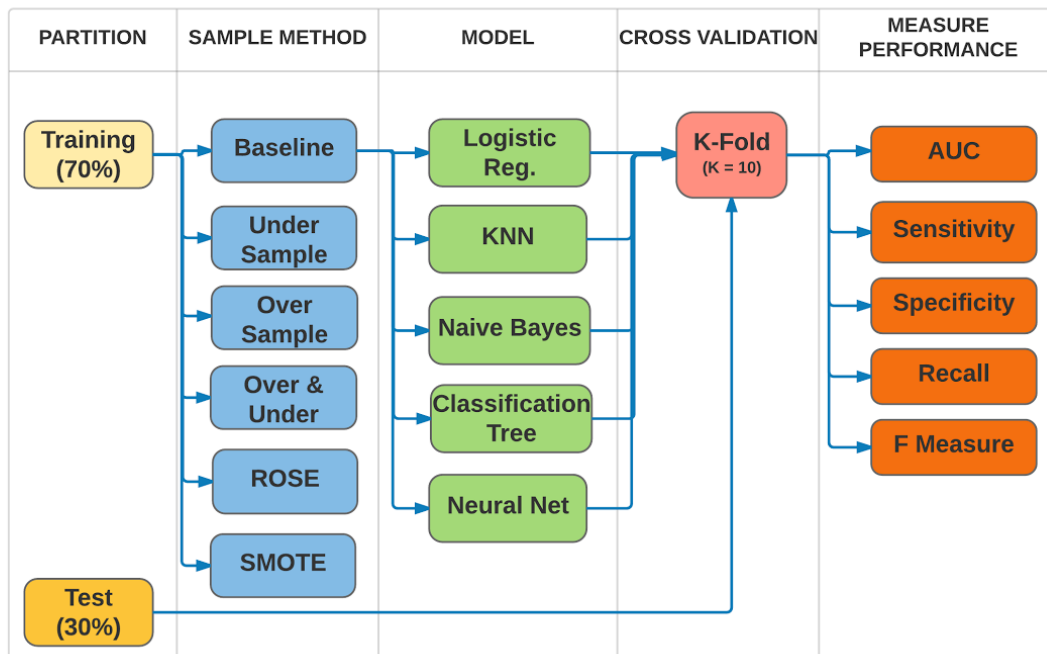 PARTITION
SAMPLE METHOD
MODEL
CROSS VALIDATION
MEASURE
PERFORMANCE
Training
(70%)
Test
(30%)
Baseline
Under
Sample
Over
Sample
Over &
Under
ROSE
SMOTE
Logistic
Reg.
KNN
Naive Bayes
Classification
Tree
Neural Net
K-Fold
(K = 10)
AUC
Sensitivity
Specificity
Recall
F Measure